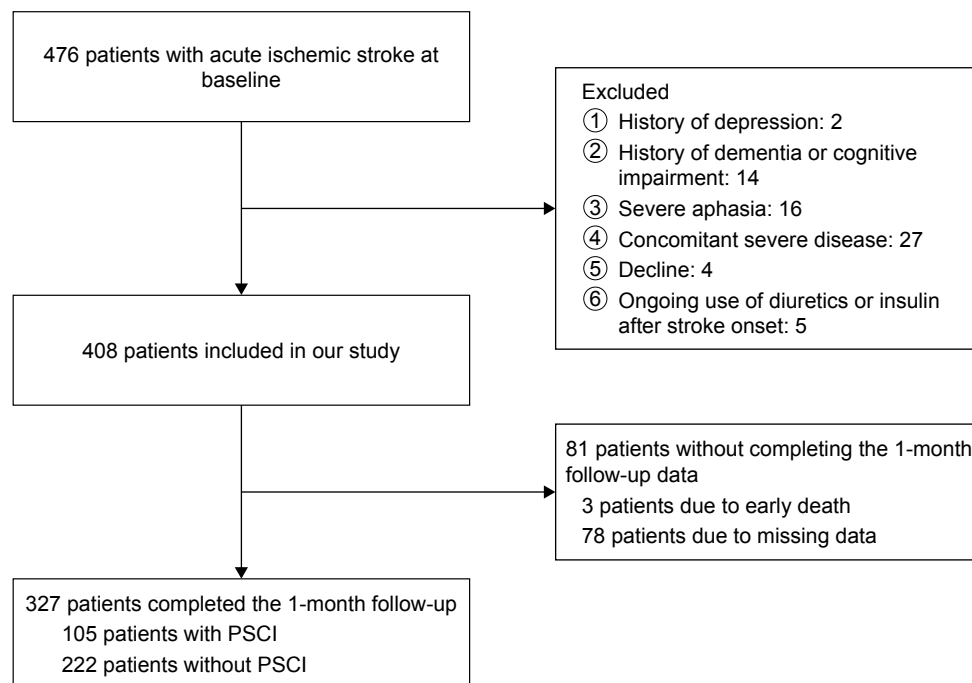 476 patients with acute ischemic stroke at
baseline
Excluded
① History of depression: 2
② History of dementia or cognitive
impairment: 14
③ Severe aphasia: 16
④ Concomitant severe disease: 27
⑤ Decline: 4
⑥ Ongoing use of diuretics or insulin
after stroke onset: 5
408 patients included in our study
81 patients without completing the 1-month
follow-up data
3 patients due to early death
78 patients due to missing data
327 patients completed the 1-month follow-up
105 patients with PSCI
222 patients without PSCI